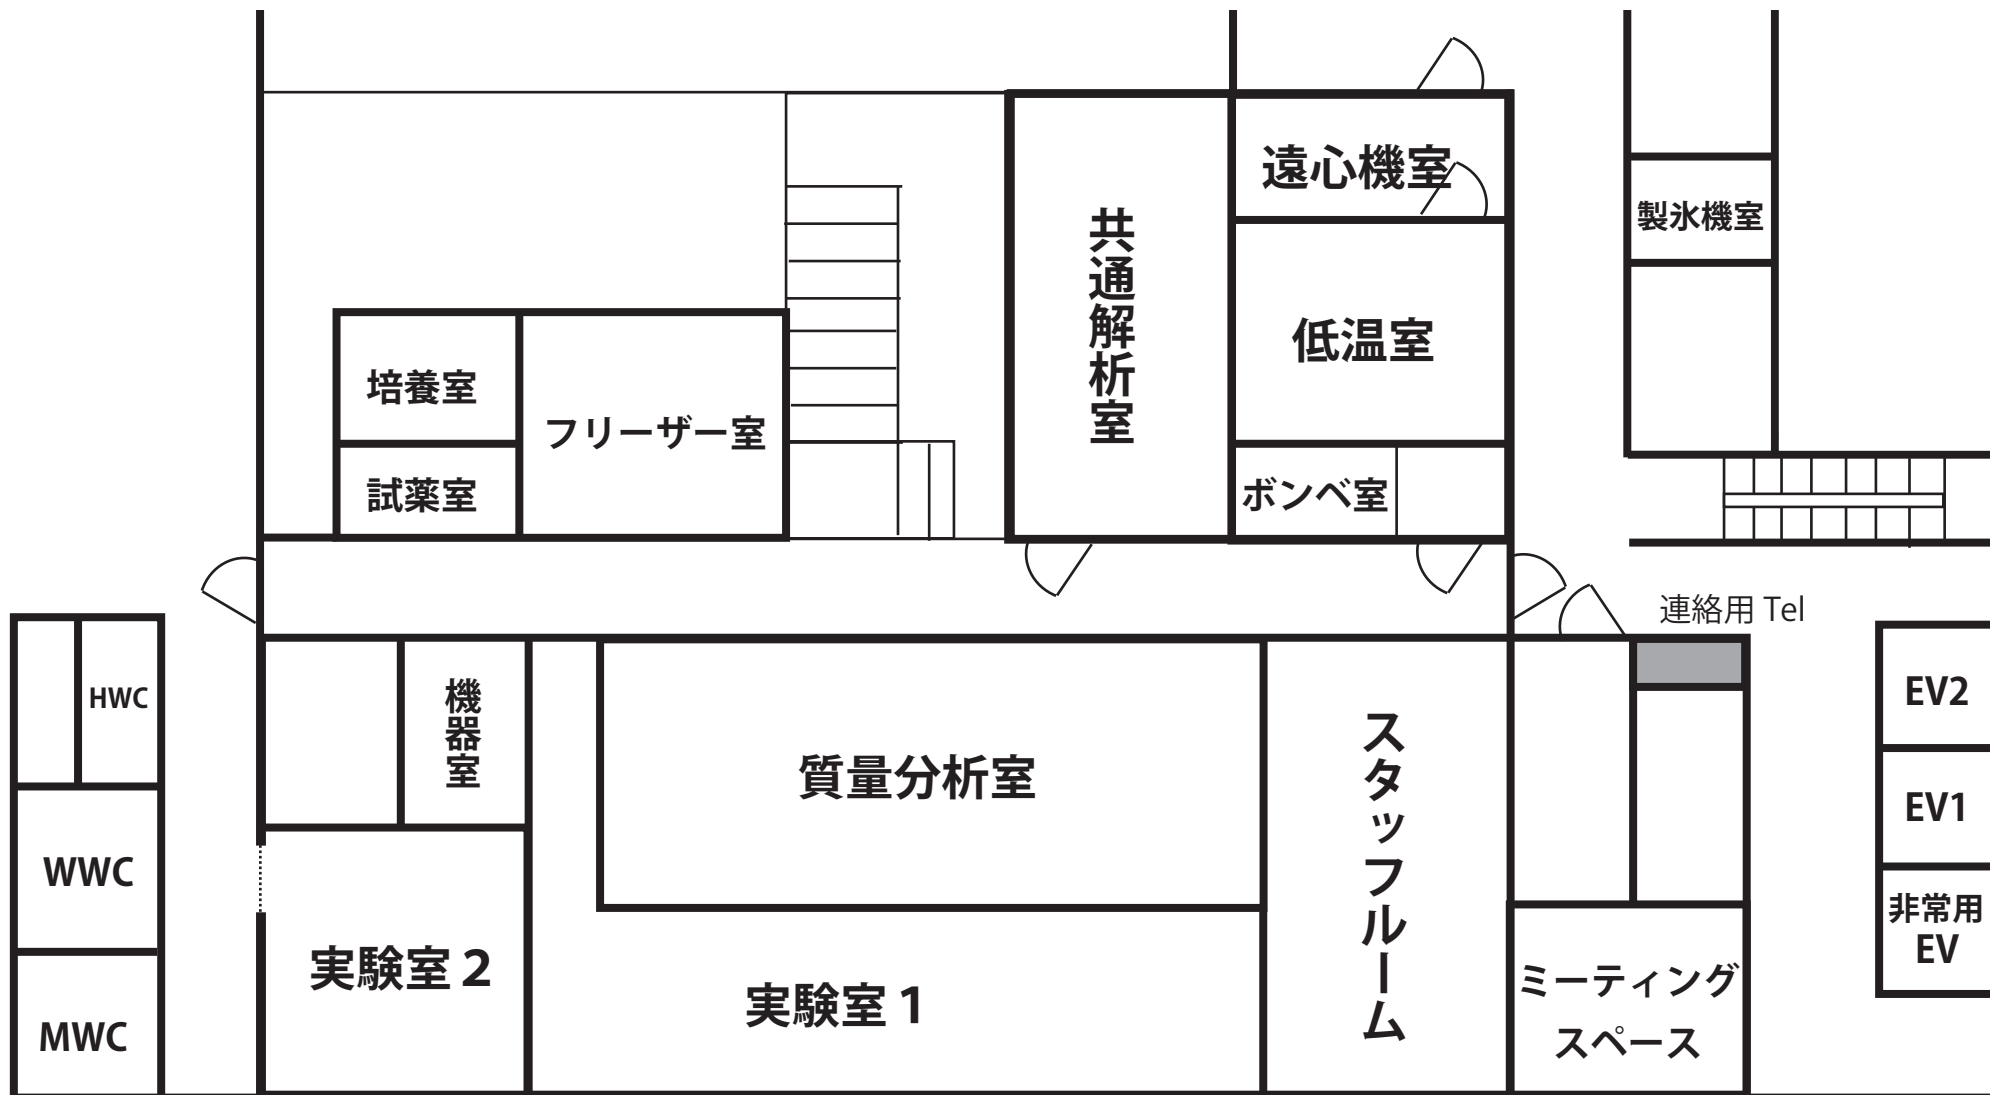 遠心機室
製氷機室
共通解析室
低温室
培養室
フリーザー室
試薬室
ボンベ室
連絡用 Tel
HWC
機器室
EV2
質量分析室
スタッフルーム
EV1
WWC
非常用
EV
実験室 2
ミーティング
スペース
実験室 1
MWC